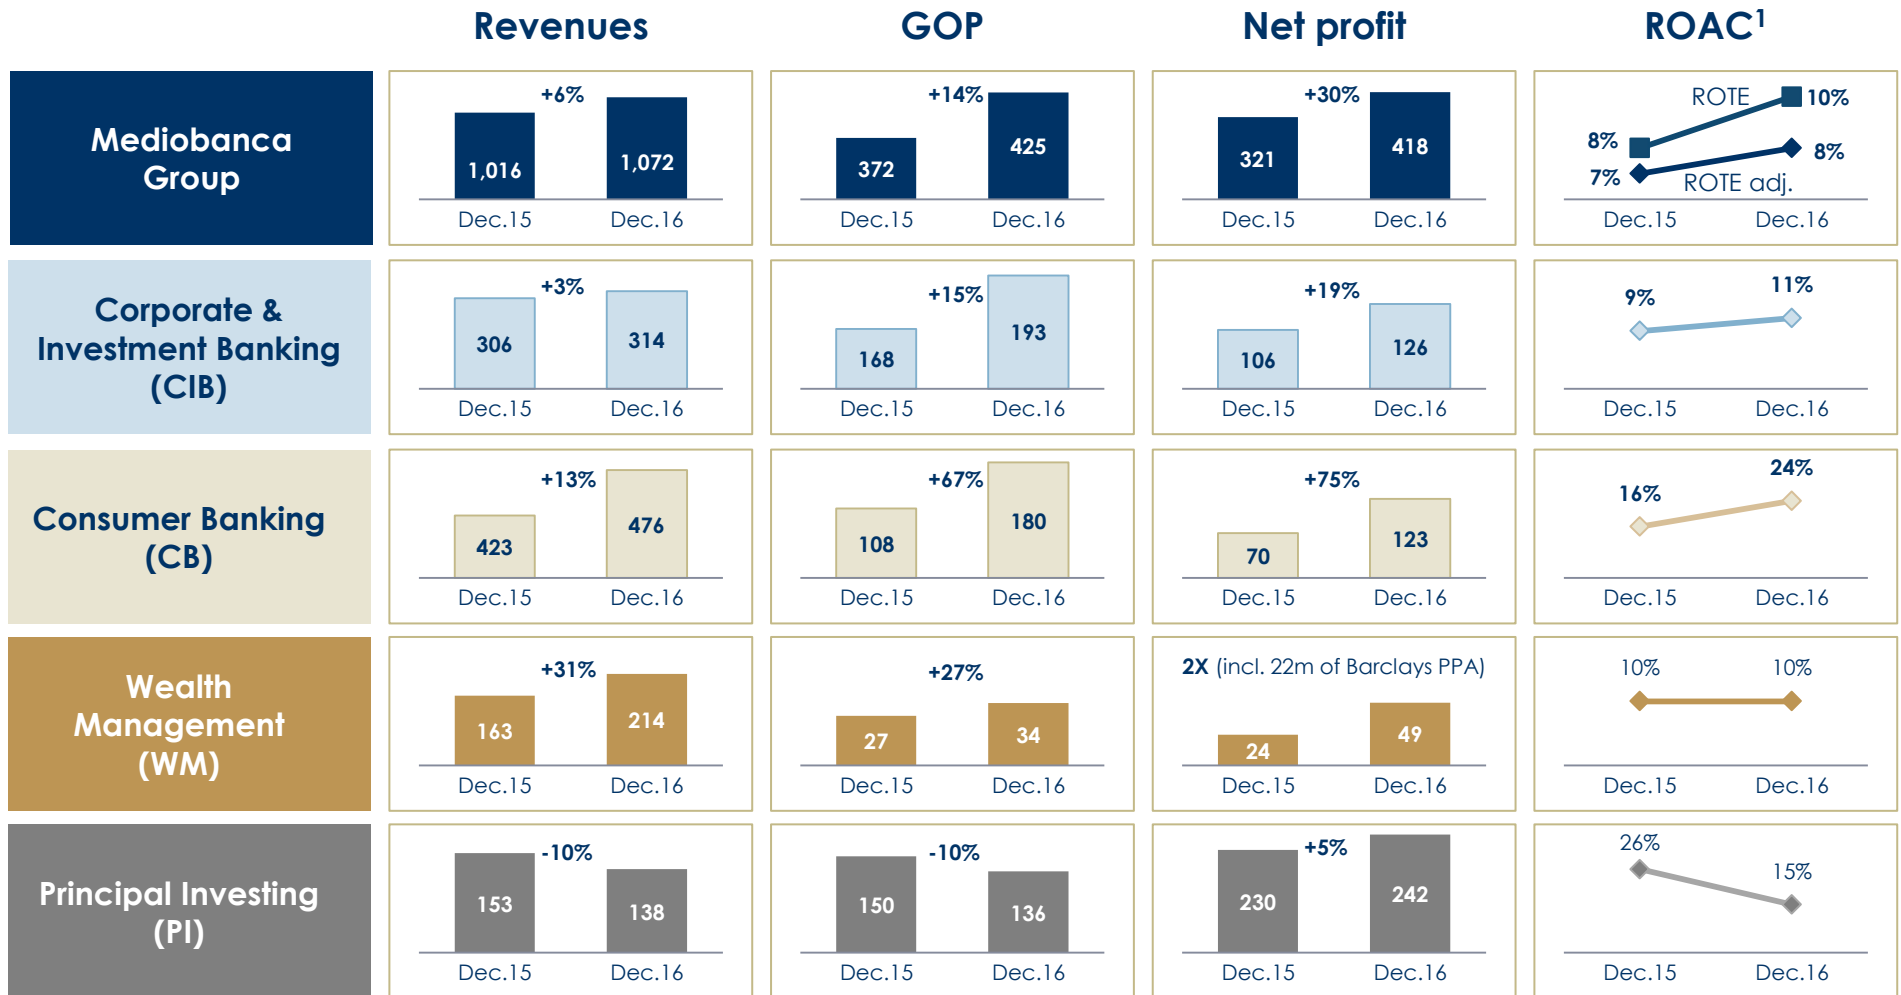 Revenues GOP Net profit ROAC¹
Mediobanca
Group
+6%
1,016 1,072
Dec.15 Dec.16
+14%
372 425
Dec.15 Dec.16
+30%
321 418
Dec.15 Dec.16
ROTE 10%
8%
8%
7% ROTE adj.
Dec.15 Dec.16
Corporate &
Investment Banking
(CIB)
+3%
306 314
Dec.15 Dec.16
+15%
168 193
Dec.15 Dec.16
+19%
106 126
Dec.15 Dec.16
9% 11%
Dec.15 Dec.16
Consumer Banking
(CB)
+13%
423 476
Dec.15 Dec.16
+67%
108 180
Dec.15 Dec.16
+75%
70 123
Dec.15 Dec.16
16% 24%
Dec.15 Dec.16
Wealth
Management
(WM)
+31%
163 214
Dec.15 Dec.16
+27%
27 34
Dec.15 Dec.16
2X (incl. 22m of Barclays PPA)
24 49
Dec.15 Dec.16
10% 10%
Dec.15 Dec.16
Principal Investing
(PI)
-10%
153 138
Dec.15 Dec.16
-10%
150 136
Dec.15 Dec.16
+5%
230 242
Dec.15 Dec.16
26%
15%
Dec.15 Dec.16